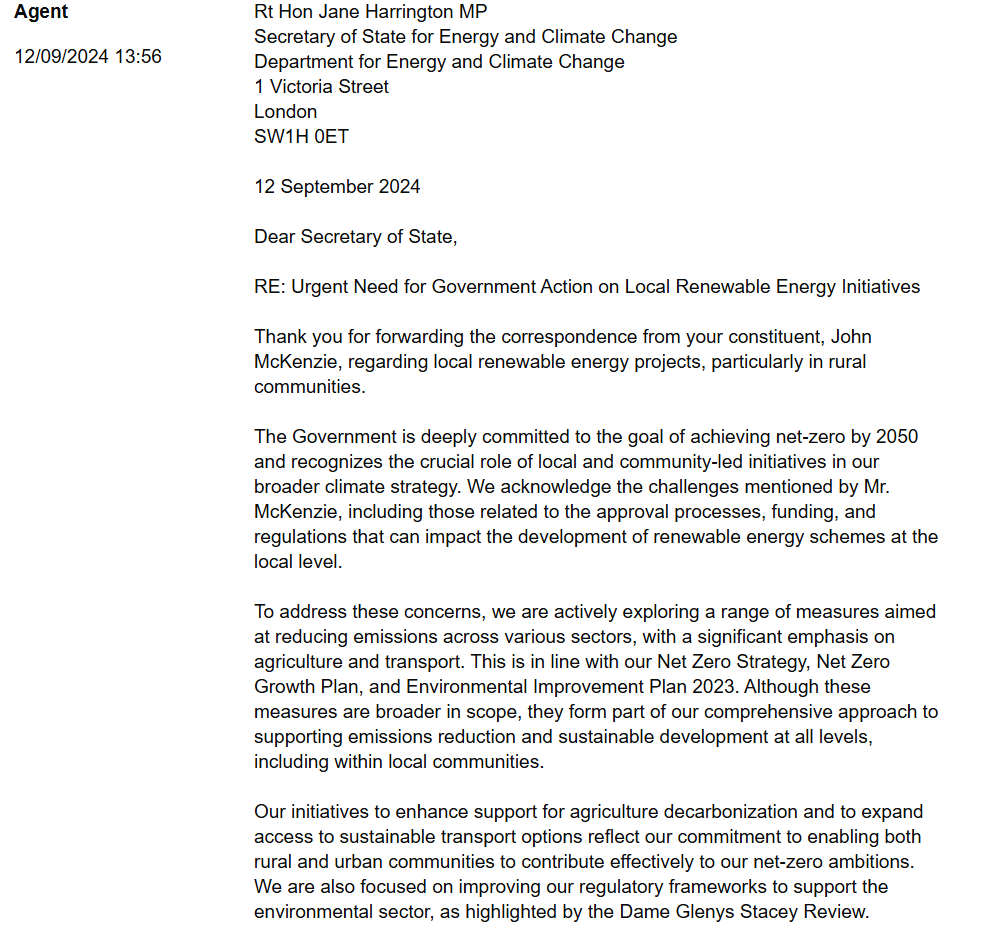 Agent
12/09/2024 13:56
Rt Hon Jane Harrington MP
Secretary of State for Energy and Climate Change
Department for Energy and Climate Change
1 Victoria Street
London
SW1H 0ET
12 September 2024
Dear Secretary of State,
RE: Urgent Need for Government Action on Local Renewable Energy Initiatives
Thank you for forwarding the correspondence from your constituent, John
McKenzie, regarding local renewable energy projects, particularly in rural
communities.
The Government is deeply committed to the goal of achieving net-zero by 2050
and recognizes the crucial role of local and community-led initiatives in our
broader climate strategy. We acknowledge the challenges mentioned by Mr.
McKenzie, including those related to the approval processes, funding, and
regulations that can impact the development of renewable energy schemes at the
local level.
To address these concerns, we are actively exploring a range of measures aimed
at reducing emissions across various sectors, with a significant emphasis on
agriculture and transport. This is in line with our Net Zero Strategy, Net Zero
Growth Plan, and Environmental Improvement Plan 2023. Although these
measures are broader in scope, they form part of our comprehensive approach to
supporting emissions reduction and sustainable development at all levels,
including within local communities.
Our initiatives to enhance support for agriculture decarbonization and to expand
access to sustainable transport options reflect our commitment to enabling both
rural and urban communities to contribute effectively to our net-zero ambitions.
We are also focused on improving our regulatory frameworks to support the
environmental sector, as highlighted by the Dame Glenys Stacey Review.